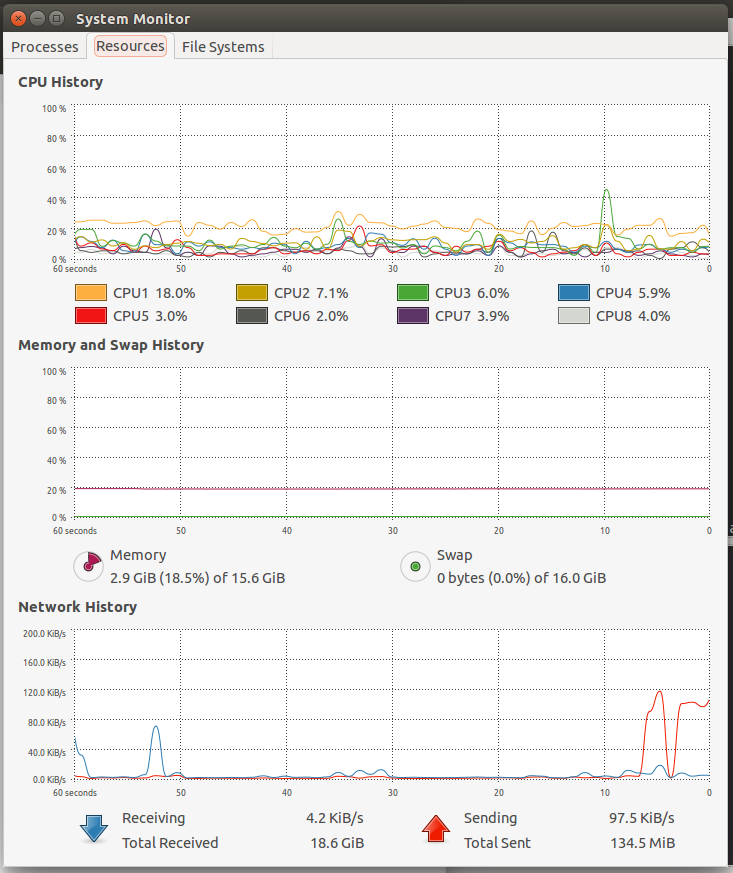 System Monitor
Processes Resources File Systems
CPU History
100 %
80 %
60 %
40 %
20 %
0 %
60 seconds 50 40 30 20 10 0
CPU1 18.0% CPU2 7.1% CPU3 6.0% CPU4 5.9%
CPU5 3.0% CPU6 2.0% CPU7 3.9% CPU8 4.0%
Memory and Swap History
100 %
80 %
60 %
40 %
20 %
0 %
60 seconds 50 40 30 20 10 0
Memory Swap
2.9 GiB (18.5%) of 15.6 GiB 0 bytes (0.0%) of 16.0 GiB
Network History
200.0 KiB/s
160.0 KiB/s
120.0 KiB/s
80.0 KiB/s
40.0 KiB/s
0.0 KiB/s
60 seconds 50 40 30 20 10 0
Receiving 4.2 KiB/s Sending 97.5 KiB/s
Total Received 18.6 GiB Total Sent 134.5 MiB